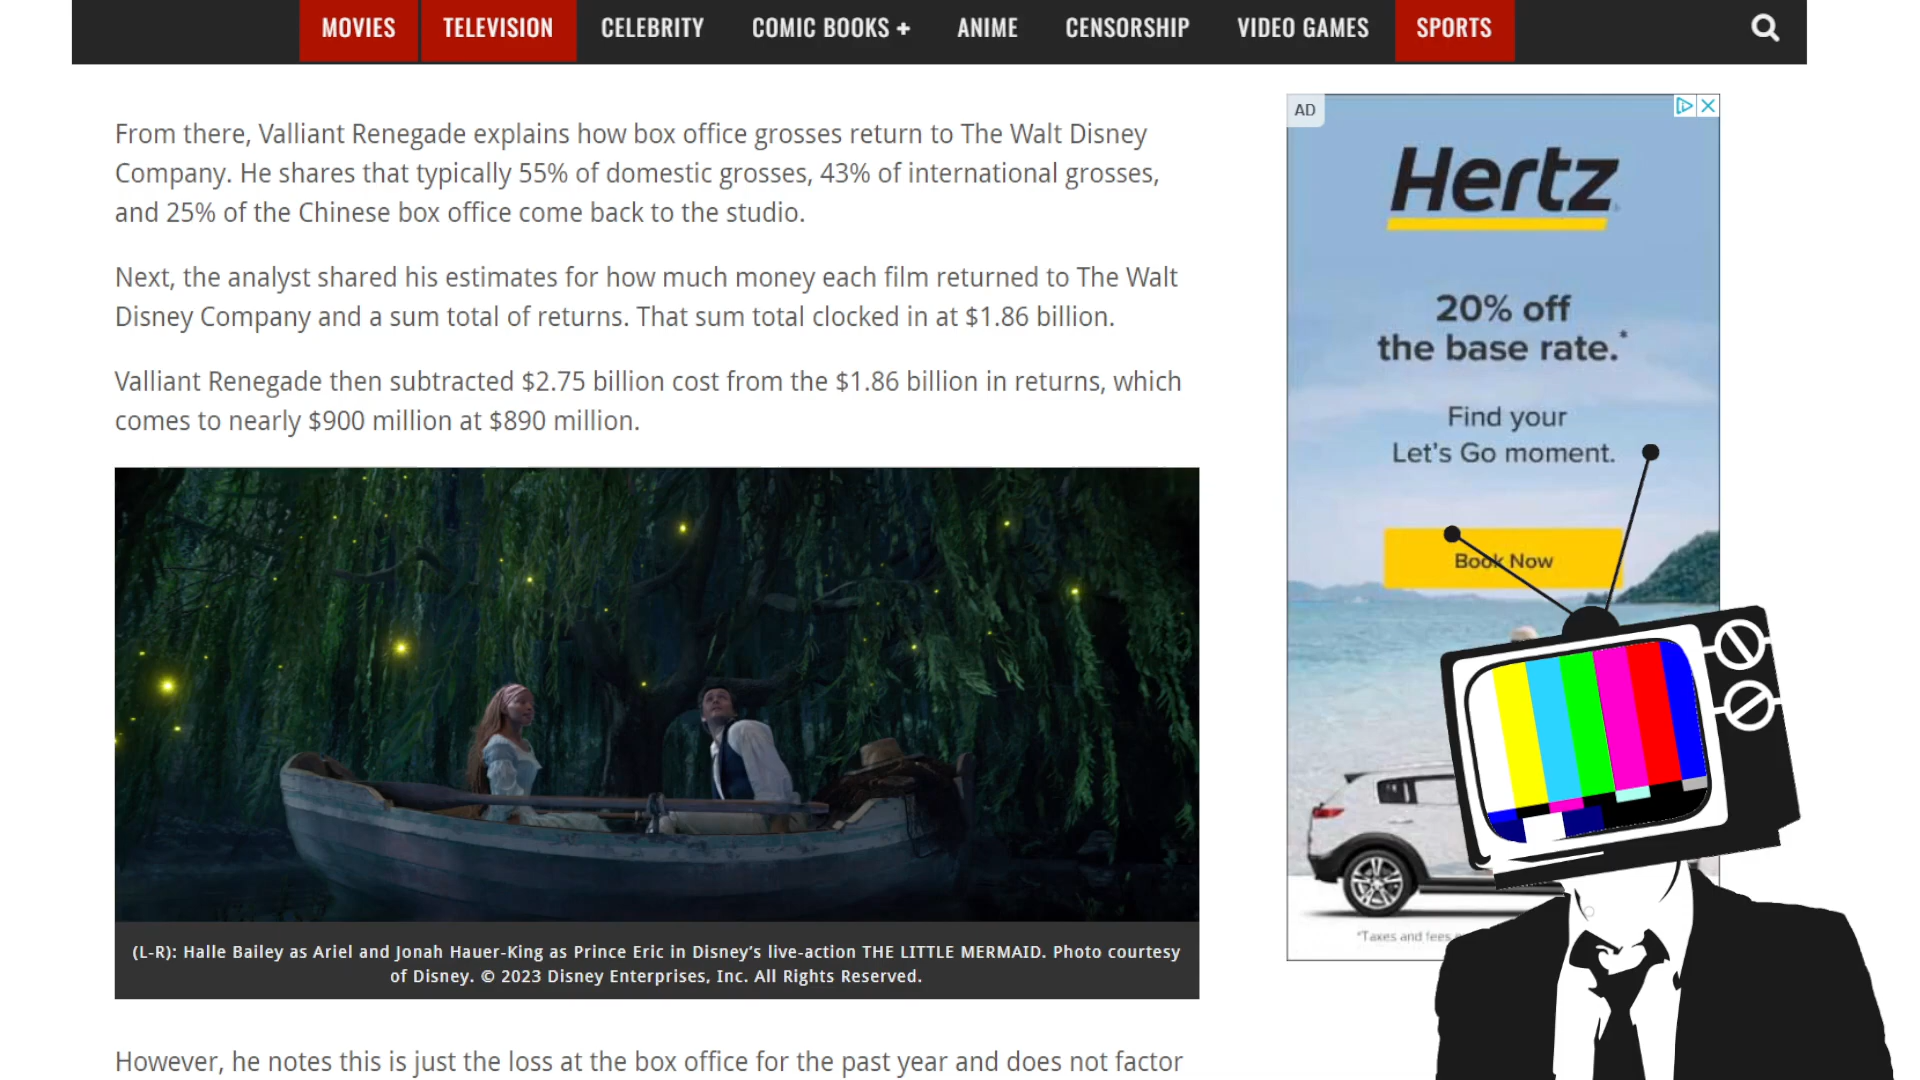 MOVIES TELEVISION CELEBRITY COMIC BOOKS + ANIME CENSORSHIP VIDEO GAMES SPORTS
From there, Valliant Renegade explains how box office grosses return to The Walt Disney
Company. He shares that typically 55% of domestic grosses, 43% of international grosses,
and 25% of the Chinese box office come back to the studio.
Next, the analyst shared his estimates for how much money each film returned to The Walt
Disney Company and a sum total of returns. That sum total clocked in at $1.86 billion.
Valliant Renegade then subtracted $2.75 billion cost from the $1.86 billion in returns, which
comes to nearly $900 million at $890 million.
(L-R): Halle Bailey as Ariel and Jonah Hauer-King as Prince Eric in Disney’s live-action THE LITTLE MERMAID. Photo courtesy
of Disney. © 2023 Disney Enterprises, Inc. All Rights Reserved.
However, he notes this is just the loss at the box office for the past year and does not factor
AD
Hertz
20% off
the base rate.*
Find your
Let's Go moment.
Book Now
*Taxes and fees